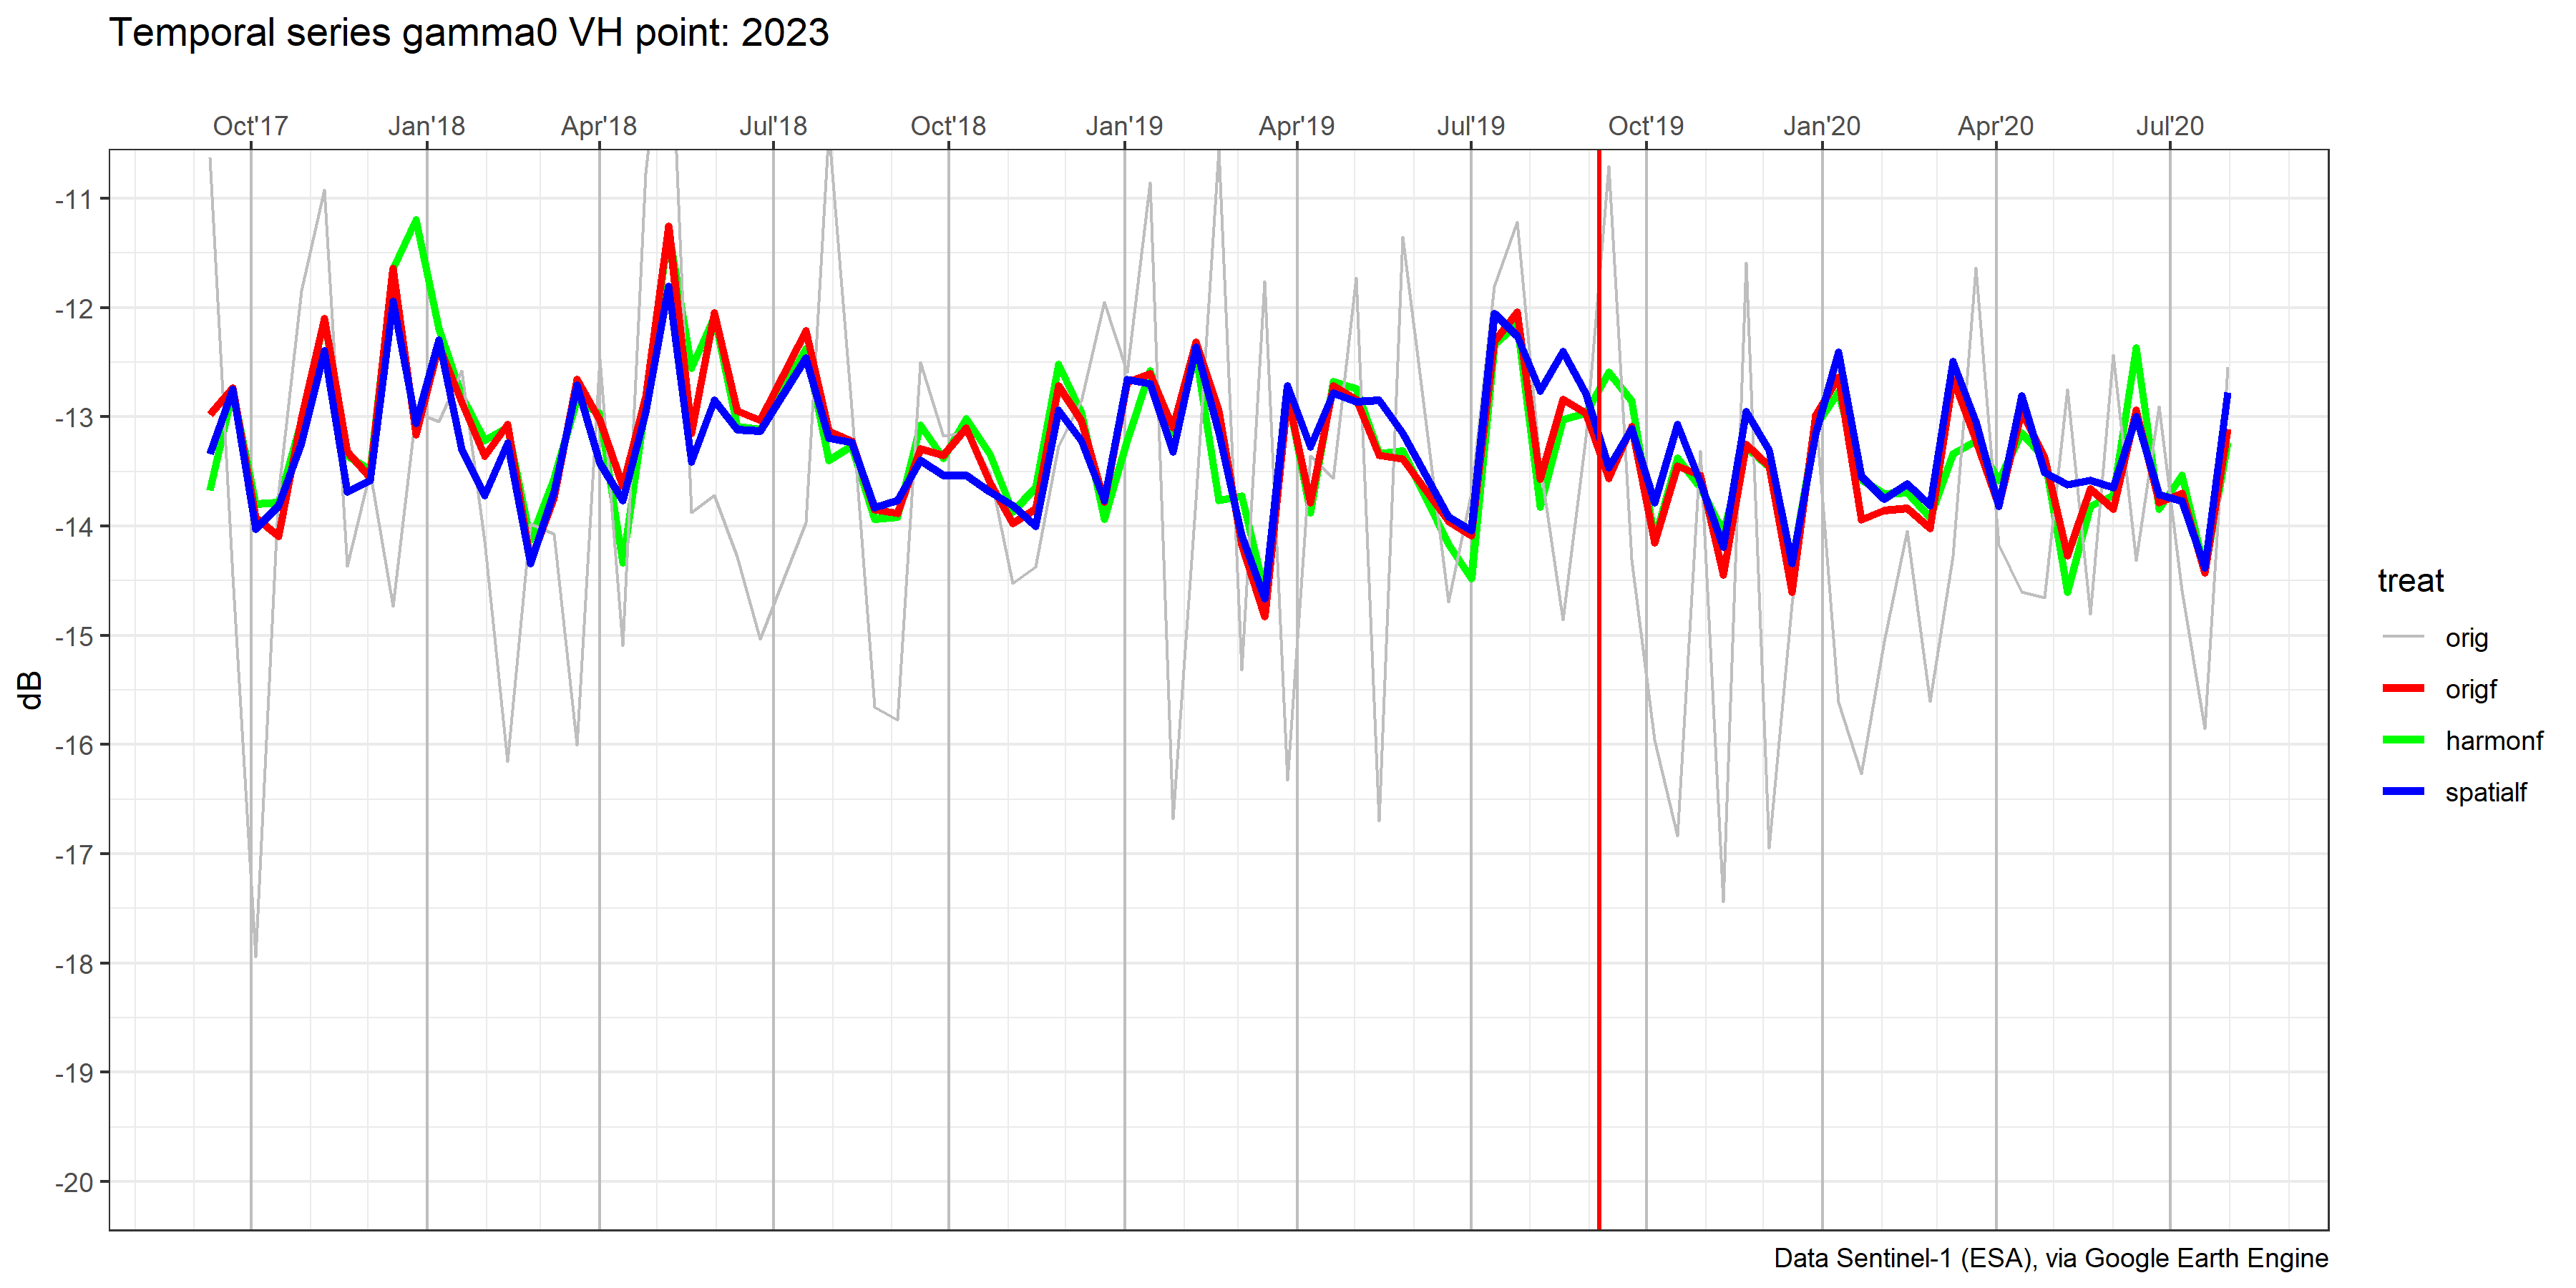 Temporal series gamma0 VH point: 2023
Oct'17 Jan'18 Apr'18 Jul'18 Oct'18 Jan'19 Apr'19 Jul'19 Oct'19 Jan'20 Apr'20 Jul'20
-11
-12
-13
-14
-15
-16
-17
-18
-19
-20
dB
treat
orig
origf
harmonf
spatialf
Data Sentinel-1 (ESA), via Google Earth Engine